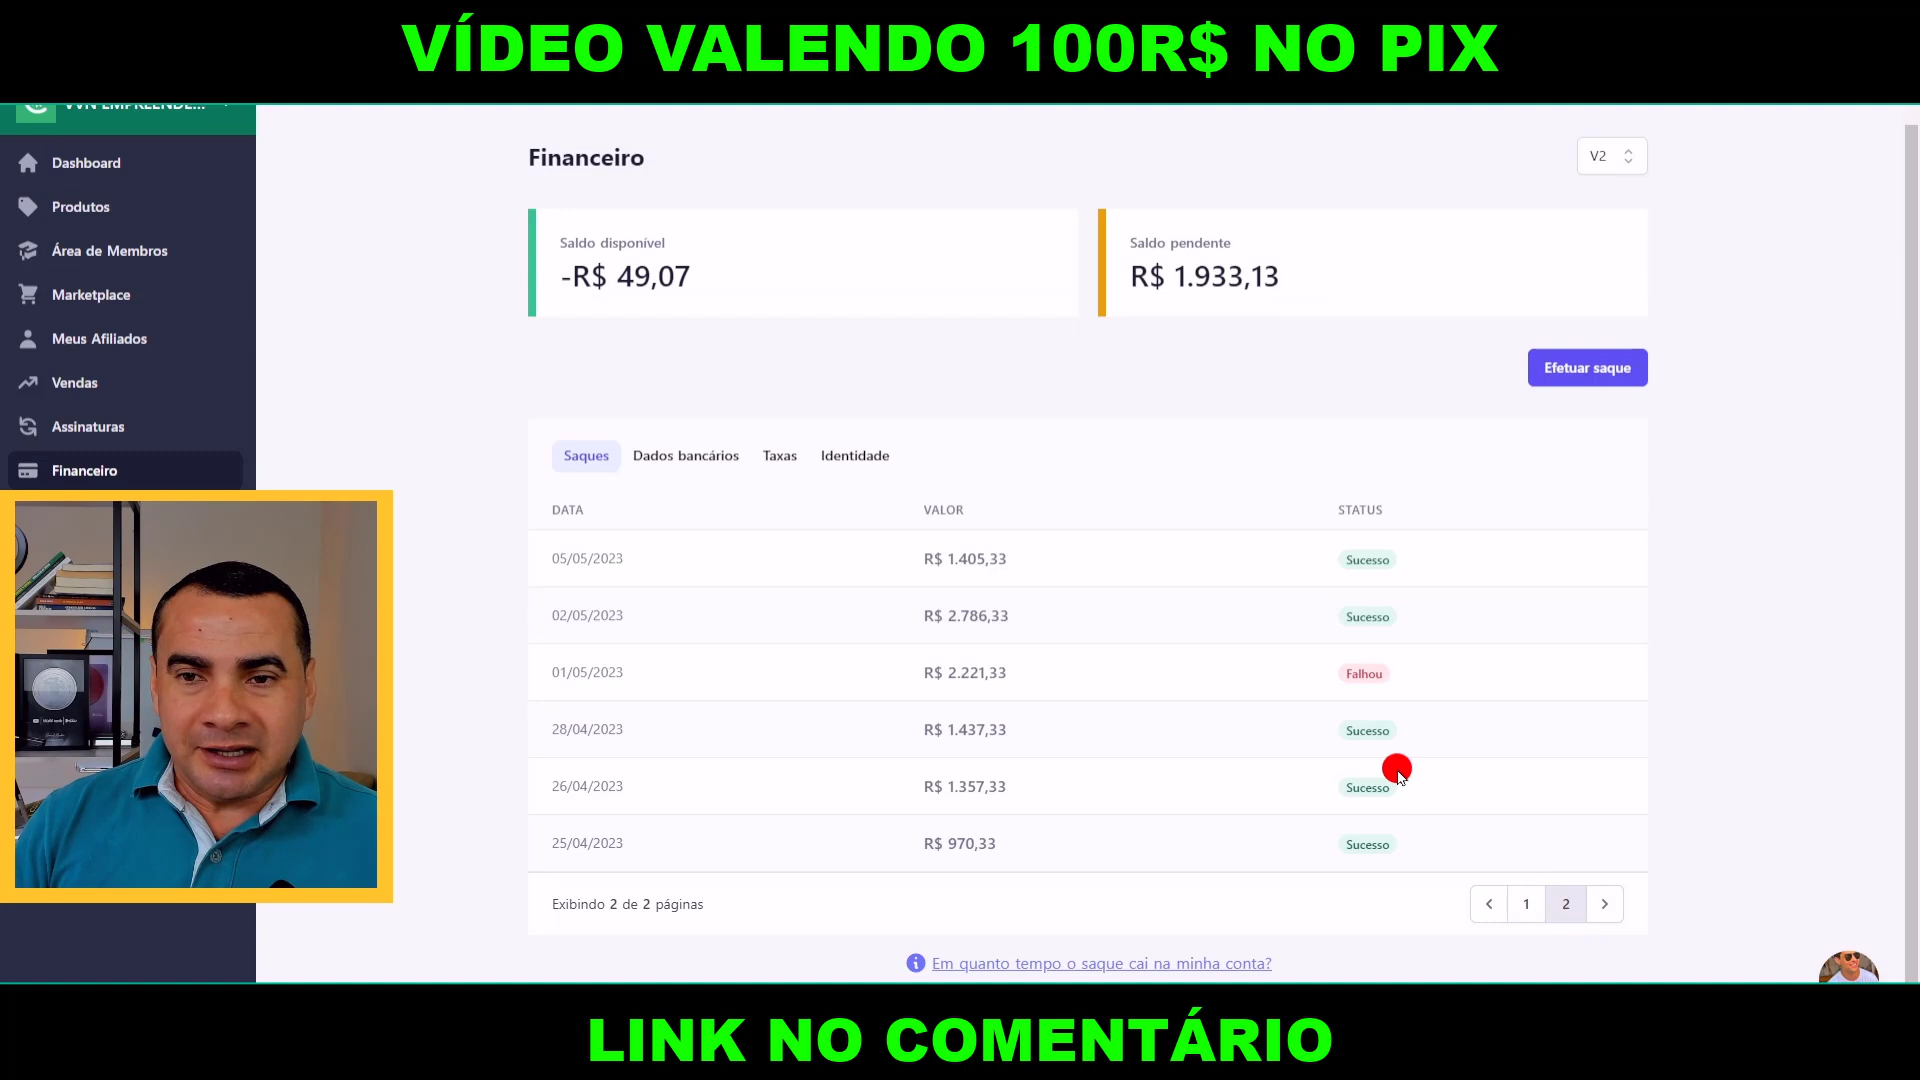 VÍDEO VALENDO 100R$ NO PIX
Dashboard
Produtos
Área de Membros
Marketplace
Meus Afiliados
Vendas
Assinaturas
Financeiro
Financeiro
V2
Saldo disponível
-R$ 49,07
Saldo pendente
R$ 1.933,13
Efetuar saque
Saques Dados bancários Taxas Identidade
DATA VALOR STATUS
05/05/2023 R$ 1.405,33 Sucesso
02/05/2023 R$ 2.786,33 Sucesso
01/05/2023 R$ 2.221,33 Falhou
28/04/2023 R$ 1.437,33 Sucesso
26/04/2023 R$ 1.357,33 Sucesso
25/04/2023 R$ 970,33 Sucesso
Exibindo 2 de 2 páginas
1 2
Em quanto tempo o saque cai na minha conta?
LINK NO COMENTÁRIO